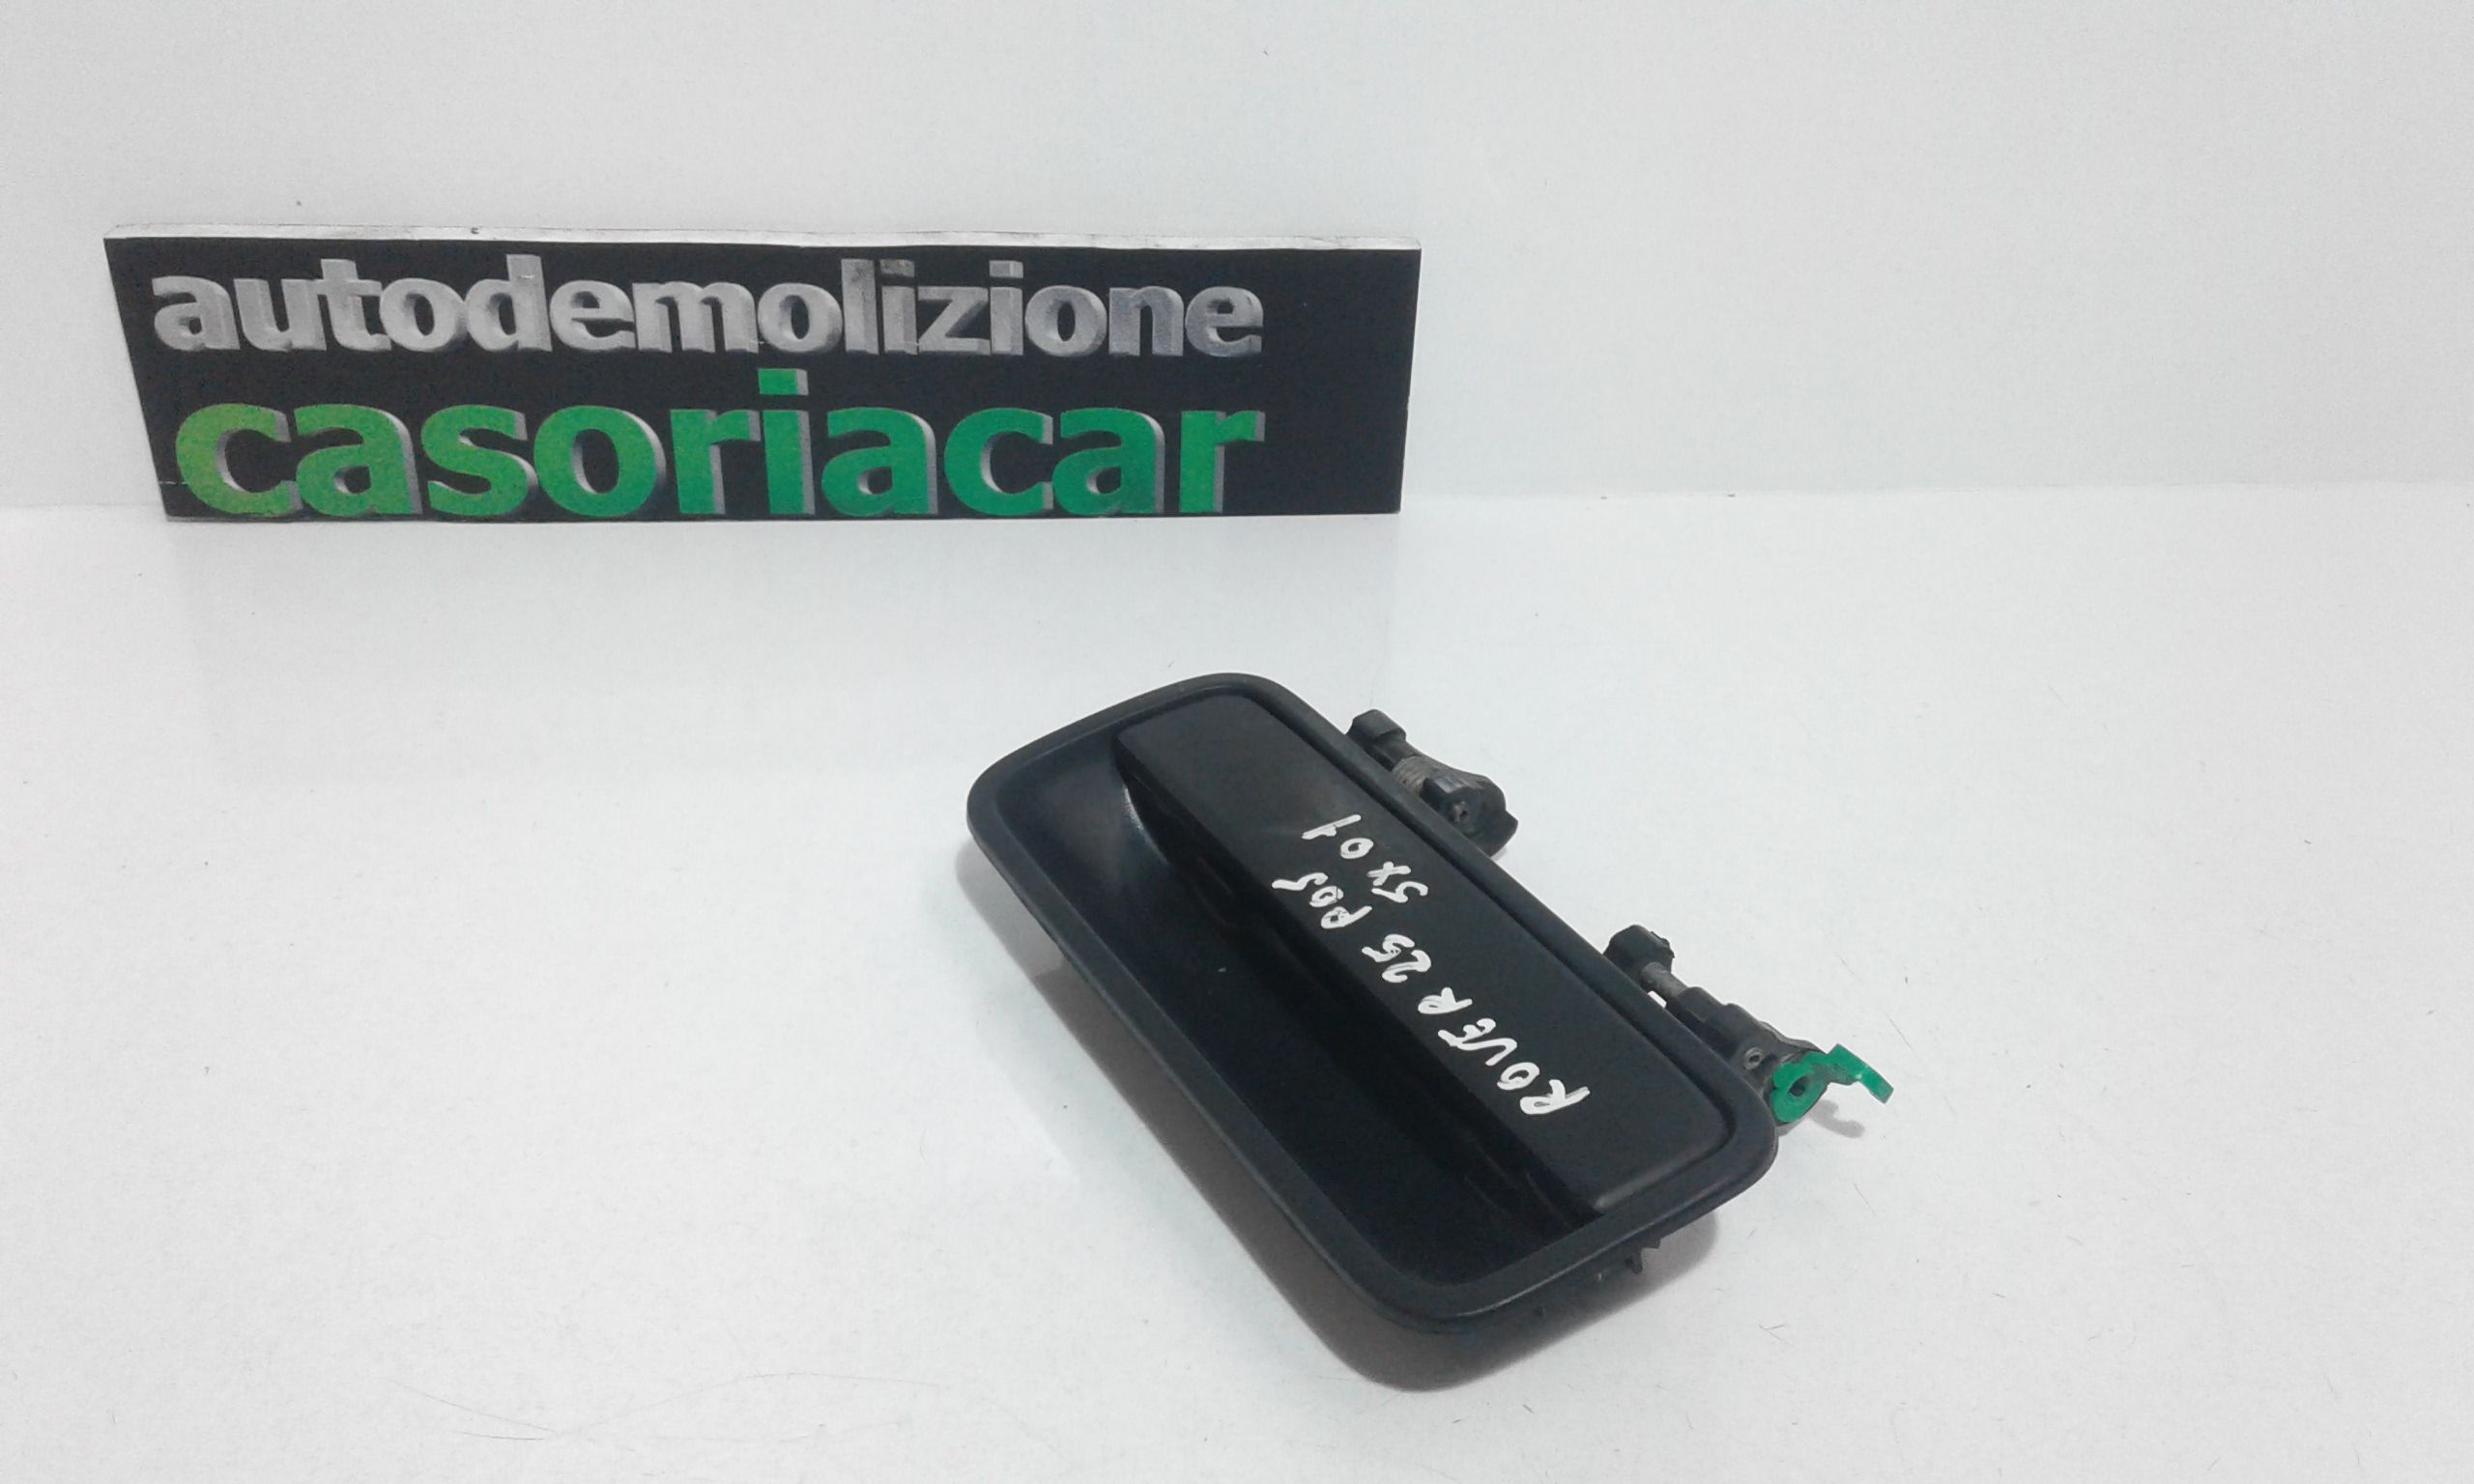 autodemolizione
casoriacar
ROVER 25 POS
SX 01